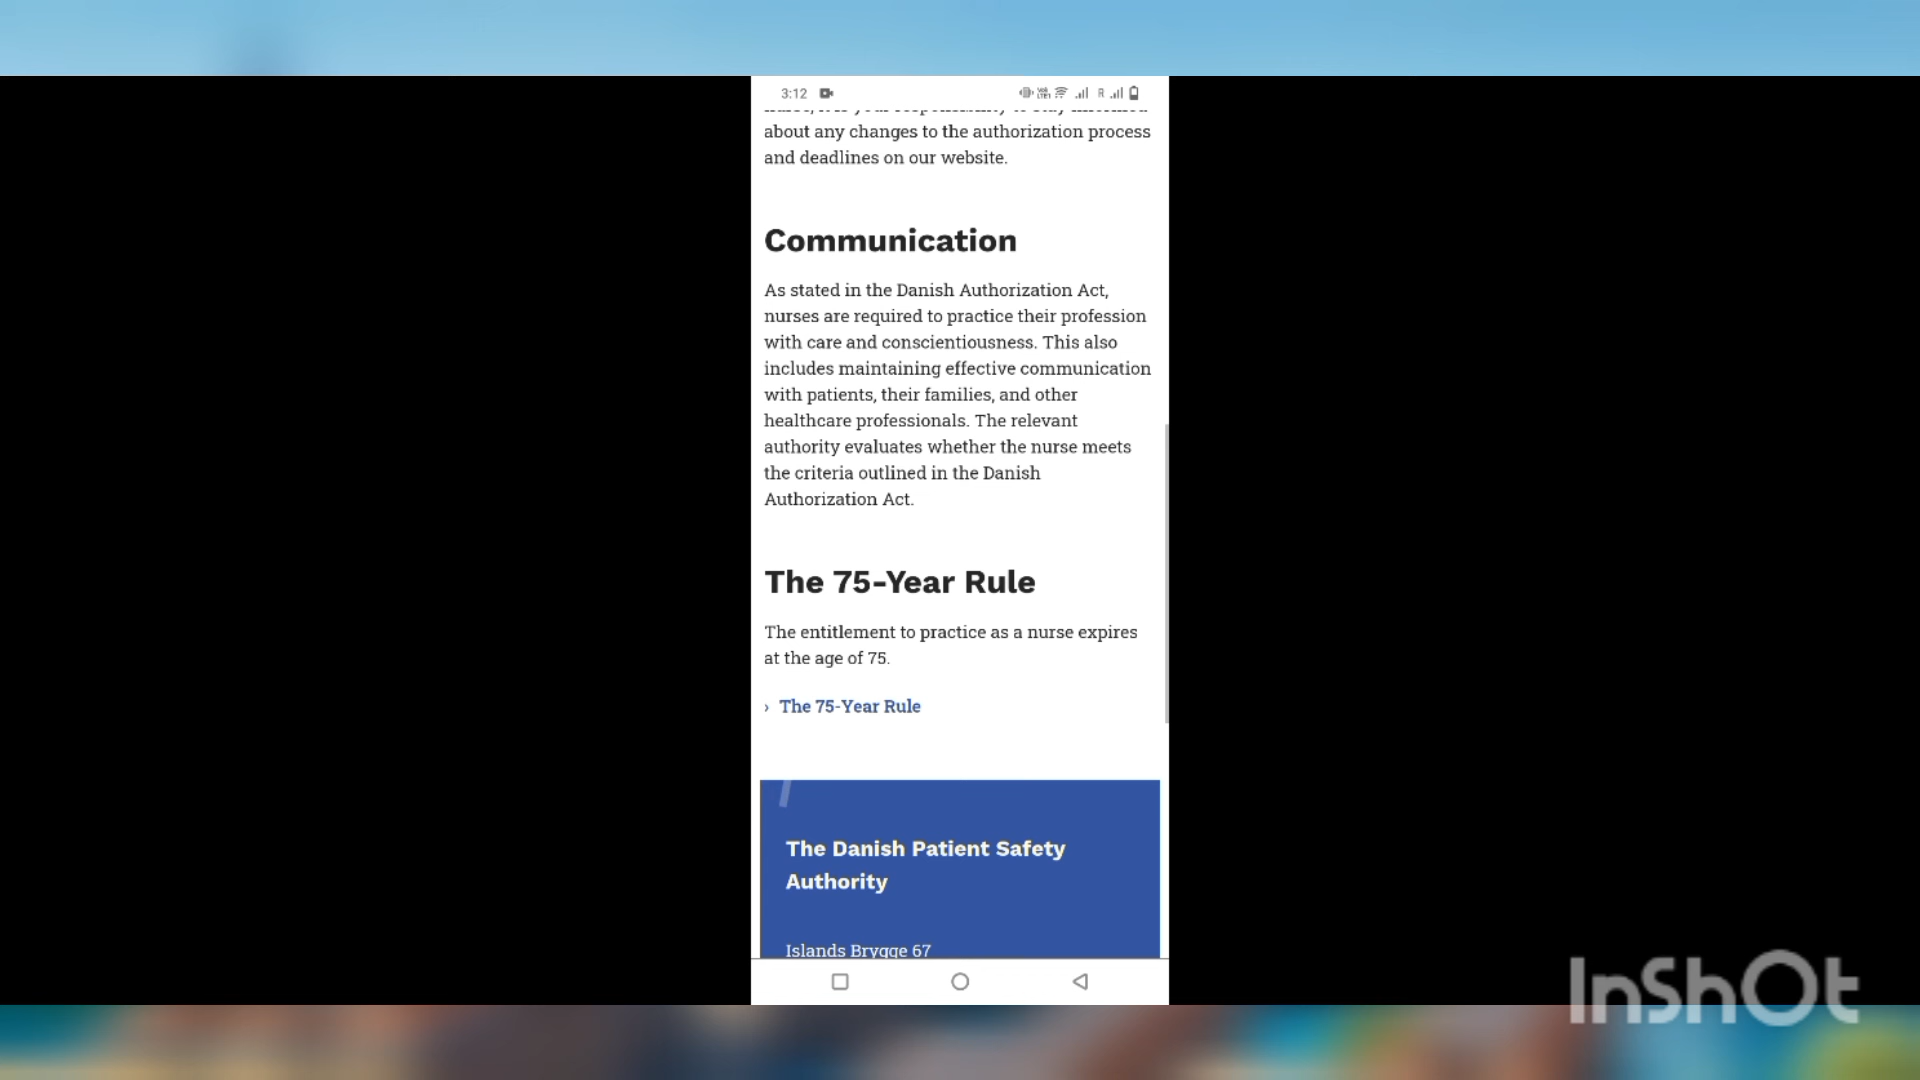 3:12
about any changes to the authorization process
and deadlines on our website.
Communication
As stated in the Danish Authorization Act,
nurses are required to practice their profession
with care and conscientiousness. This also
includes maintaining effective communication
with patients, their families, and other
healthcare professionals. The relevant
authority evaluates whether the nurse meets
the criteria outlined in the Danish
Authorization Act.
The 75-Year Rule
The entitlement to practice as a nurse expires
at the age of 75.
› The 75-Year Rule
The Danish Patient Safety
Authority
Islands Brygge 67
InShOt